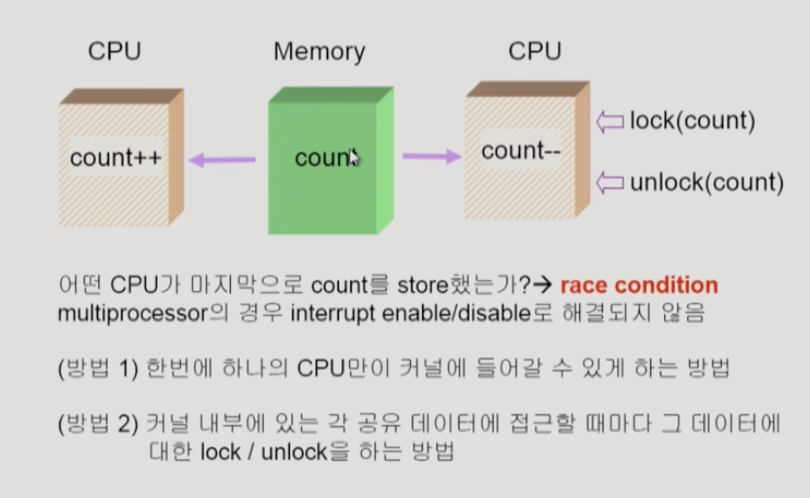 CPU
Memory
CPU
count++
count
count--
lock(count)
unlock(count)
어떤 CPU가 마지막으로 count를 store했는가?→ race condition
multiprocessor의 경우 interrupt enable/disable로 해결되지 않음
(방법 1) 한번에 하나의 CPU만이 커널에 들어갈 수 있게 하는 방법
(방법 2) 커널 내부에 있는 각 공유 데이터에 접근할 때마다 그 데이터에
대한 lock / unlock을 하는 방법